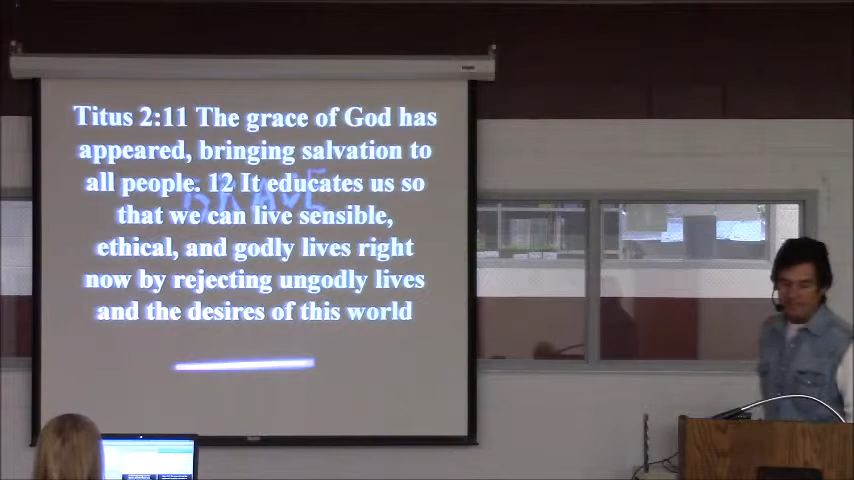 Titus 2:11 The grace of God has
appeared, bringing salvation to
all people. 12 It educates us so
that we can live sensible,
ethical, and godly lives right
now by rejecting ungodly lives
and the desires of this world